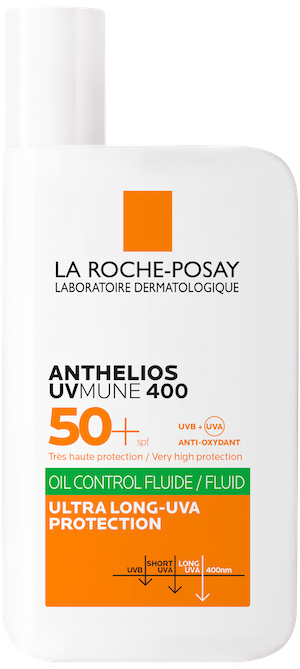 LA ROCHE-POSAY
LABORATOIRE DERMATOLOGIQUE
ANTHELIOS
UVMUNE 400
50+ spf
UVB + UVA
ANTI-OXYDANT
Très haute protection / Very high protection
OIL CONTROL FLUIDE / FLUID
ULTRA LONG-UVA
PROTECTION
UVB SHORT UVA LONG UVA 400nm